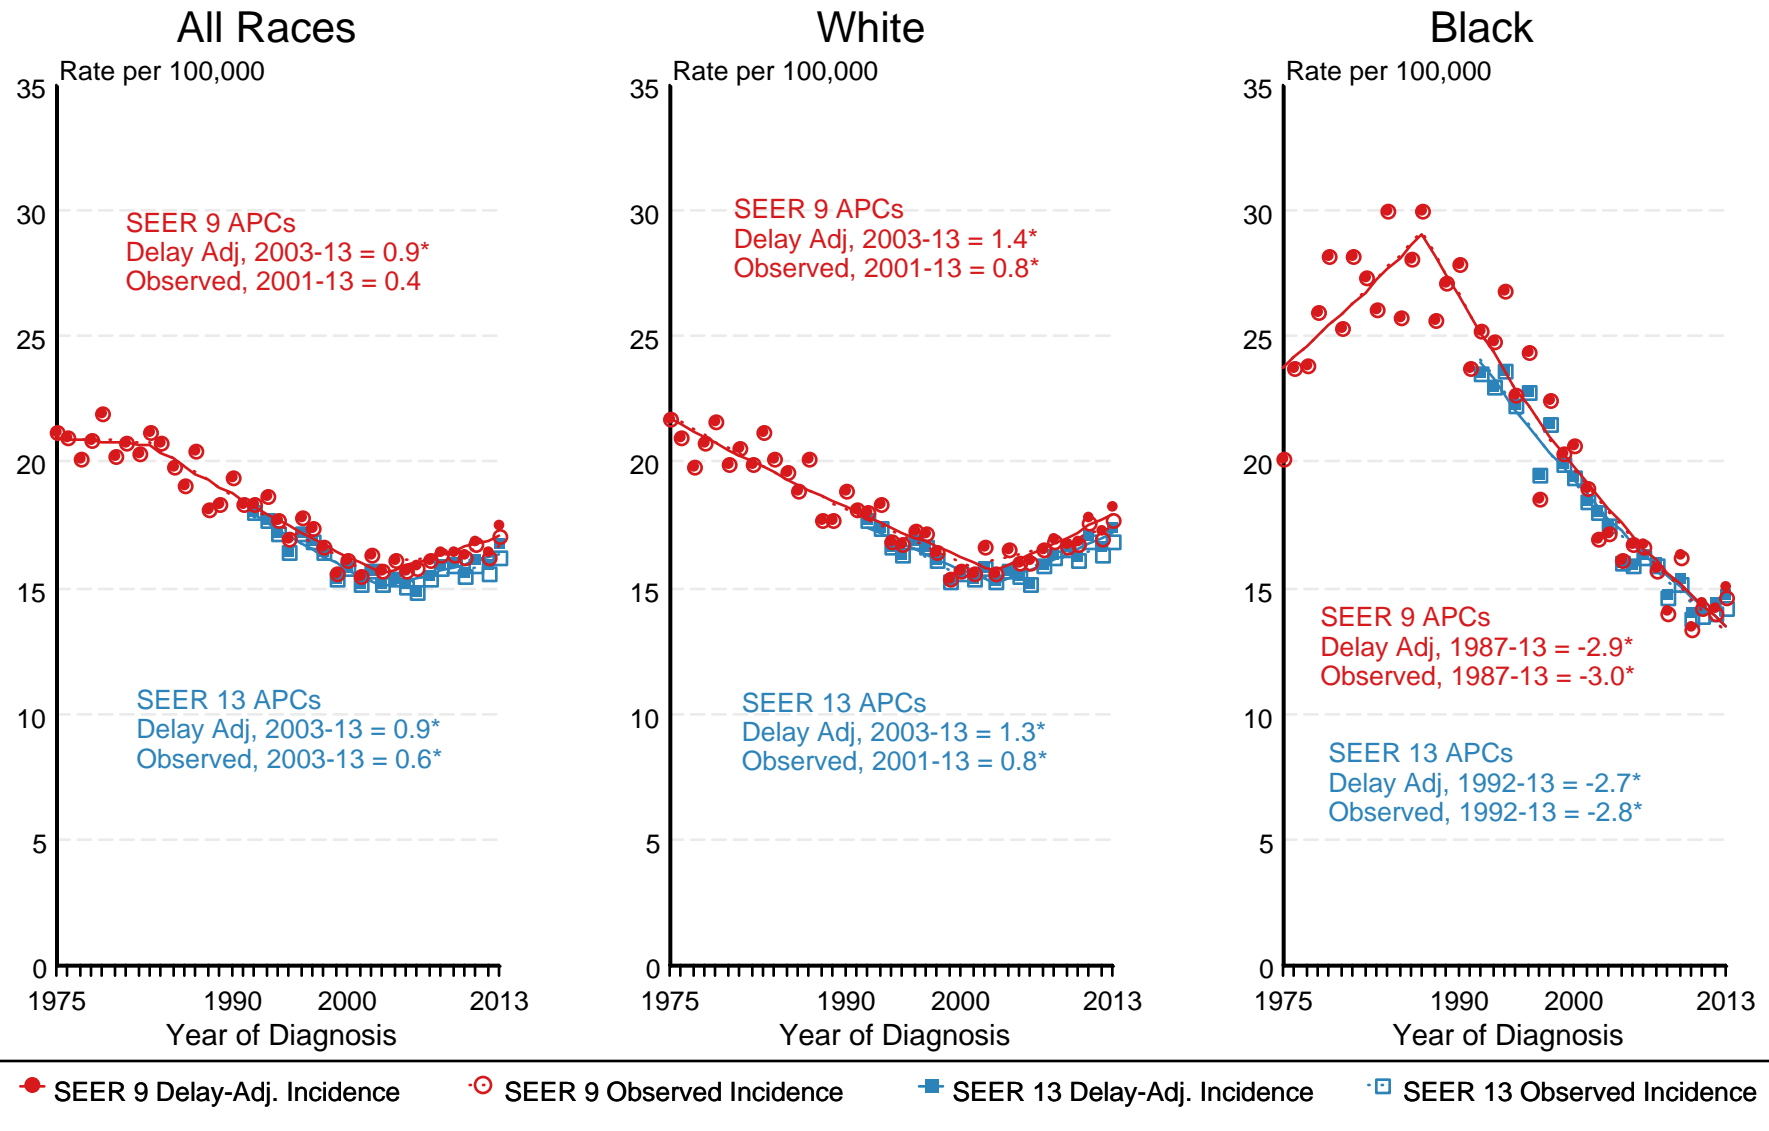 All Races
White
Black
Rate per 100,000
Rate per 100,000
Rate per 100,000
35
30
25
20
15
10
5
0
SEER 9 APCs
Delay Adj, 2003-13 = 0.9*
Observed, 2001-13 = 0.4
SEER 13 APCs
Delay Adj, 2003-13 = 0.9*
Observed, 2003-13 = 0.6*
1975
1990
2000
2013
Year of Diagnosis
35
30
25
20
15
10
5
0
SEER 9 APCs
Delay Adj, 2003-13 = 1.4*
Observed, 2001-13 = 0.8*
SEER 13 APCs
Delay Adj, 2003-13 = 1.3*
Observed, 2001-13 = 0.8*
1975
1990
2000
2013
Year of Diagnosis
35
30
25
20
15
10
5
0
SEER 9 APCs
Delay Adj, 1987-13 = -2.9*
Observed, 1987-13 = -3.0*
SEER 13 APCs
Delay Adj, 1992-13 = -2.7*
Observed, 1992-13 = -2.8*
1975
1990
2000
2013
Year of Diagnosis
SEER 9 Delay-Adj. Incidence
SEER 9 Observed Incidence
SEER 13 Delay-Adj. Incidence
SEER 13 Observed Incidence